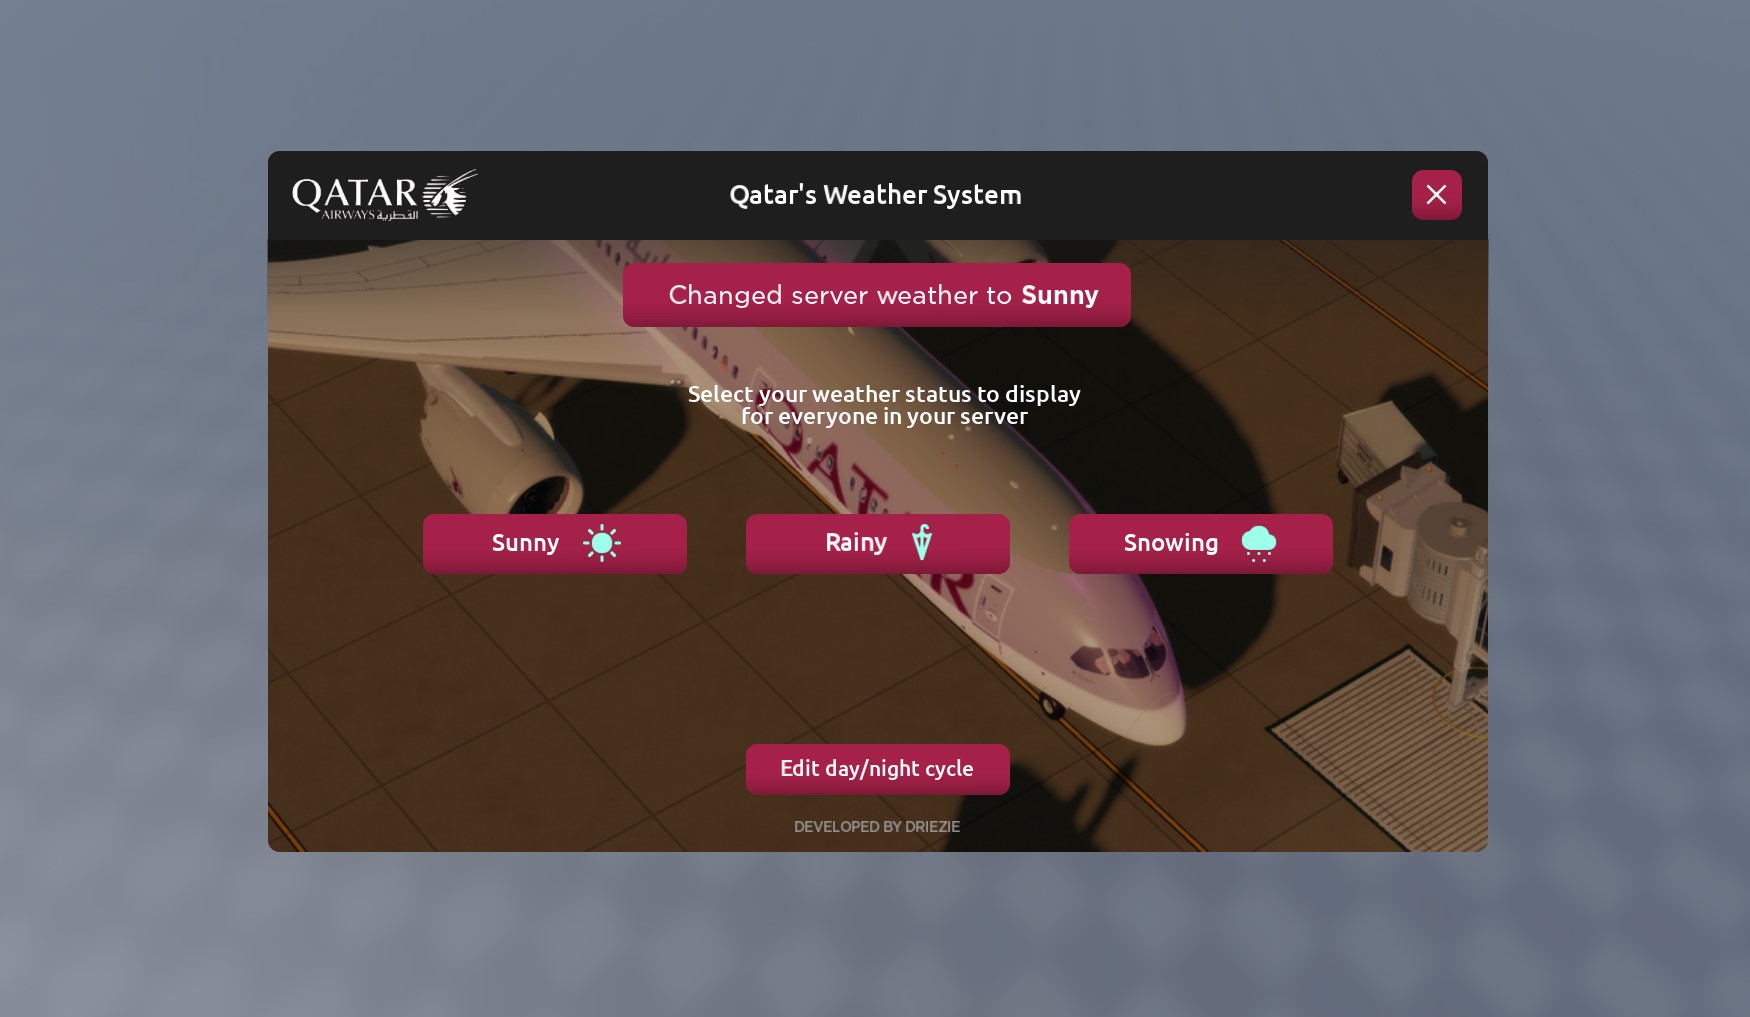 QATAR
AIRWAYS القطرية
Qatar's Weather System
Changed server weather to Sunny
Select your weather status to display
for everyone in your server
QATAR
Sunny
Rainy
Snowing
Edit day/night cycle
DEVELOPED BY DRIEZIE